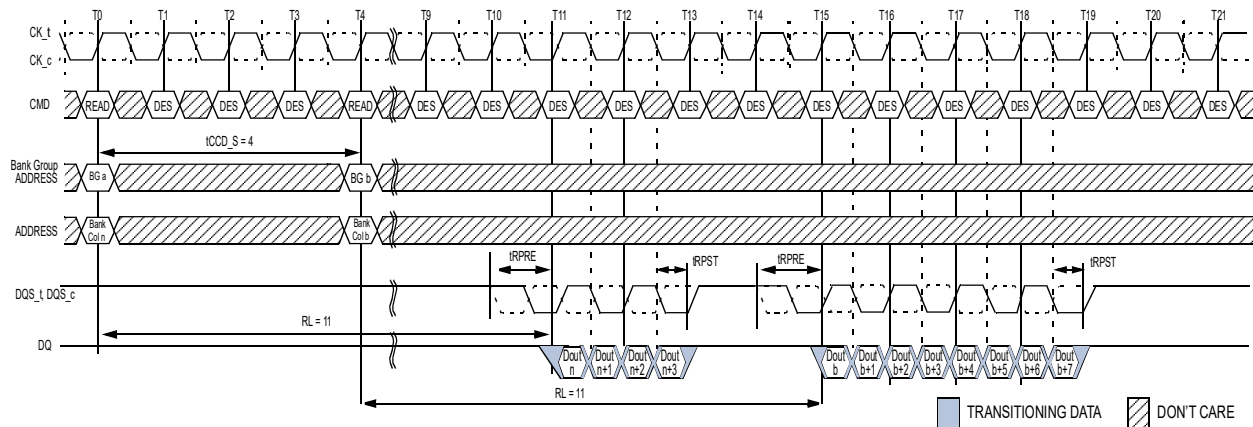 T0 T1 T2 T3 T4 T9 T10 T11 T12 T13 T14 T15 T16 T17 T18 T19 T20 T21
CK_t
CK_c
CMD READ DES DES DES READ DES DES DES DES DES DES DES DES DES DES DES DES DES
tCCD_S = 4
Bank Group
ADDRESS BG a BG b
ADDRESS Bank Col n Bank Col b
tRPRE tRPST tRPRE tRPST
DQS_t, DQS_c
RL = 11
DQ Dout n Dout n+1 Dout n+2 Dout n+3 Dout b Dout b+1 Dout b+2 Dout b+3 Dout b+4 Dout b+5 Dout b+6 Dout b+7
RL = 11
TRANSITIONING DATA DON'T CARE